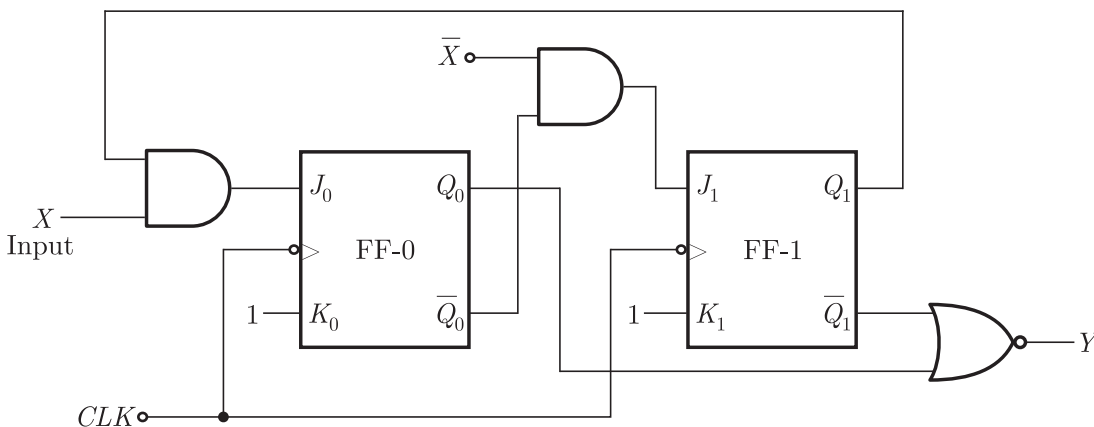 X̅
J₀
Q₀
J₁
Q₁
X
Input
FF-0
FF-1
1
K₀
Q̅₀
1
K₁
Q̅₁
Y
CLK